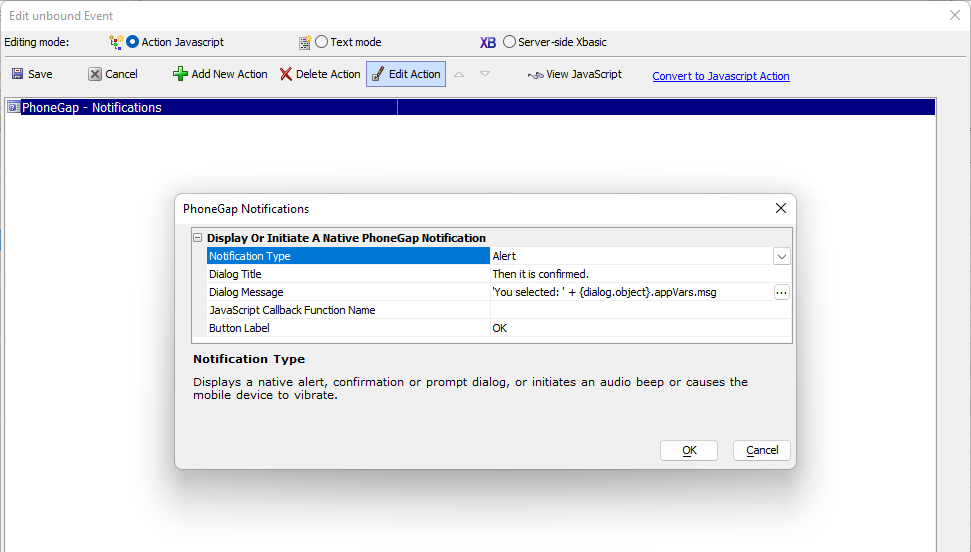 Edit unbound Event
Editing mode: Action Javascript Text mode XB Server-side Xbasic
Save Cancel Add New Action Delete Action Edit Action View JavaScript Convert to Javascript Action
PhoneGap - Notifications
PhoneGap Notifications
Display Or Initiate A Native PhoneGap Notification
Notification Type Alert
Dialog Title Then it is confirmed.
Dialog Message 'You selected: ' + {dialog.object}.appVars.msg ...
JavaScript Callback Function Name
Button Label OK
Notification Type
Displays a native alert, confirmation or prompt dialog, or initiates an audio beep or causes the
mobile device to vibrate.
OK Cancel